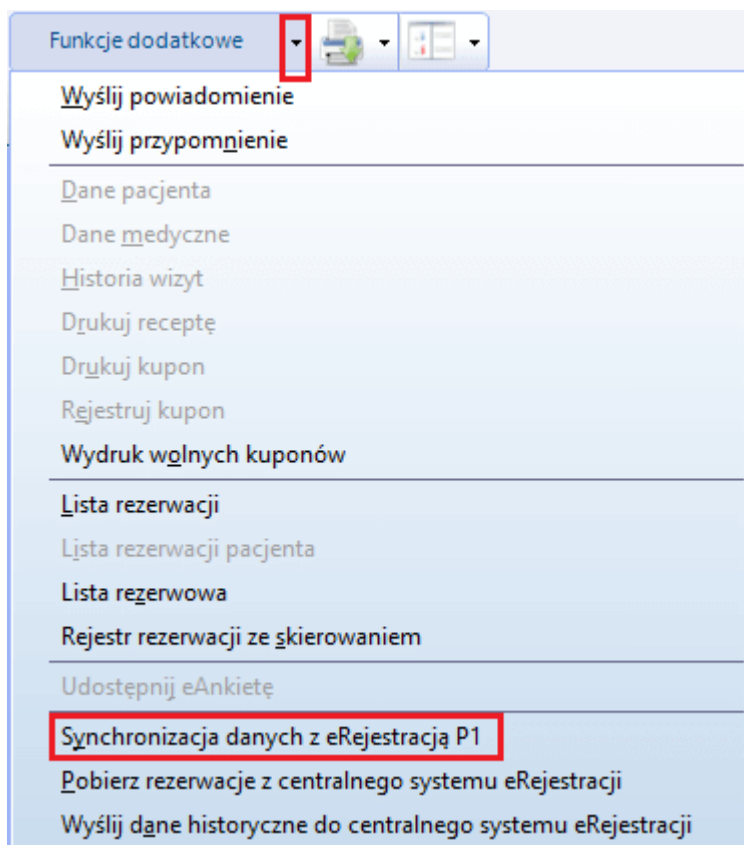 Funkcje dodatkowe
Wyślij powiadomienie
Wyślij przypomnienie
Dane pacjenta
Dane medyczne
Historia wizyt
Drukuj receptę
Drukuj kupon
Rejestruj kupon
Wydruk wolnych kuponów
Lista rezerwacji
Lista rezerwacji pacjenta
Lista rezerwowa
Rejestr rezerwacji ze skierowaniem
Udostępnij eAnkietę
Synchronizacja danych z eRejestracją P1
Pobierz rezerwacje z centralnego systemu eRejestracji
Wyślij dane historyczne do centralnego systemu eRejestracji